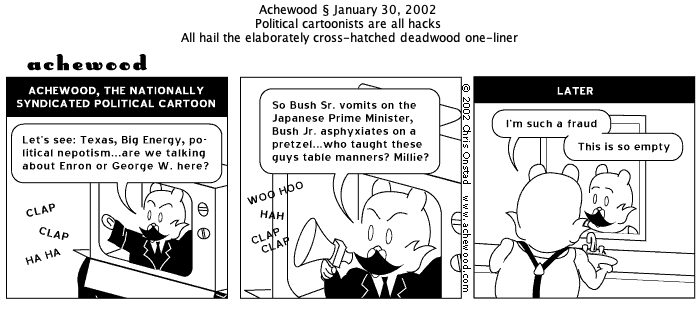 Achewood § January 30, 2002
Political cartoonists are all hacks
All hail the elaborately cross-hatched deadwood one-liner
achewood
ACHEWOOD, THE NATIONALLY
SYNDICATED POLITICAL CARTOON
Let's see: Texas, Big Energy, po-
litical nepotism...are we talking
about Enron or George W. here?
CLAP
CLAP
HA HA
So Bush Sr. vomits on the
Japanese Prime Minister,
Bush Jr. asphyxiates on a
pretzel...who taught these
guys table manners? Millie?
WOO HOO
HAH
CLAP
CLAP
© 2002 Chris Onstad www.achewood.com
LATER
I'm such a fraud
This is so empty